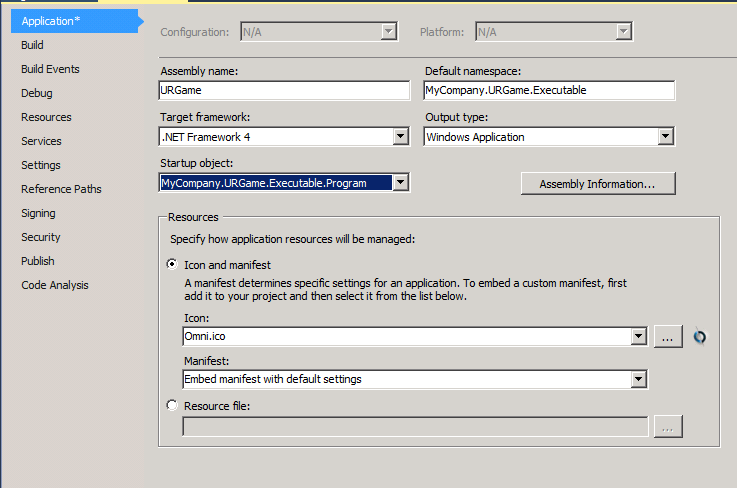 Application*
Build
Build Events
Debug
Resources
Services
Settings
Reference Paths
Signing
Security
Publish
Code Analysis
Configuration: N/A Platform: N/A
Assembly name: Default namespace:
URGame MyCompany.URGame.Executable
Target framework: Output type:
.NET Framework 4 Windows Application
Startup object:
MyCompany.URGame.Executable.Program Assembly Information...
Resources
Specify how application resources will be managed:
Icon and manifest
A manifest determines specific settings for an application. To embed a custom manifest, first
add it to your project and then select it from the list below.
Icon:
Omni.ico ...
Manifest:
Embed manifest with default settings
Resource file:
...